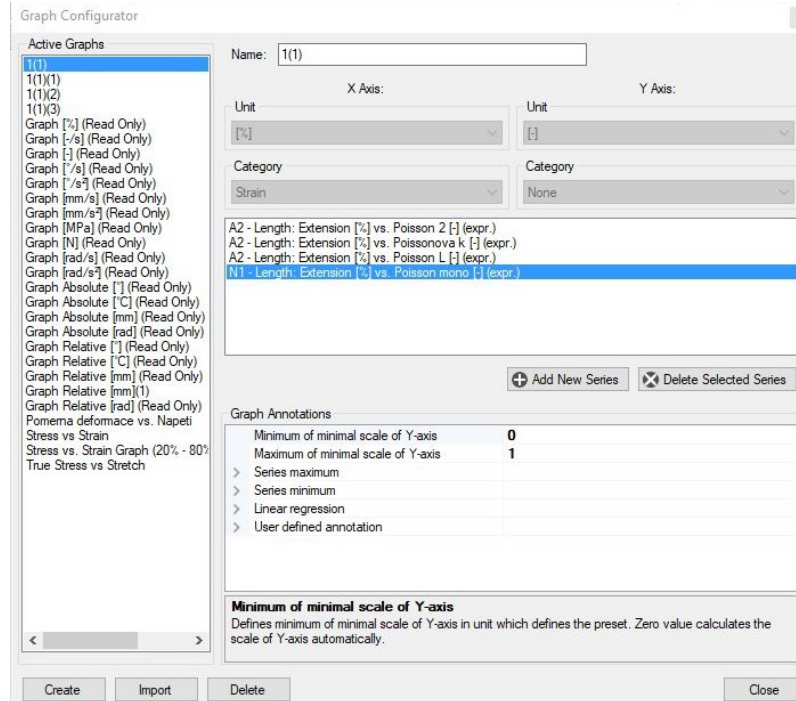 Graph Configurator
Active Graphs
1(1)
1(1)(1)
1(1)(2)
1(1)(3)
Graph [%] (Read Only)
Graph [-/s] (Read Only)
Graph [-] (Read Only)
Graph [°/s] (Read Only)
Graph [°/s²] (Read Only)
Graph [mm/s] (Read Only)
Graph [mm/s²] (Read Only)
Graph [MPa] (Read Only)
Graph [N] (Read Only)
Graph [rad/s] (Read Only)
Graph [rad/s²] (Read Only)
Graph Absolute [°] (Read Only)
Graph Absolute [°C] (Read Only)
Graph Absolute [mm] (Read Only)
Graph Absolute [rad] (Read Only)
Graph Relative [°] (Read Only)
Graph Relative [°C] (Read Only)
Graph Relative [mm] (Read Only)
Graph Relative [mm](1)
Graph Relative [rad] (Read Only)
Pomerna deformace vs. Napeti
Stress vs Strain
Stress vs. Strain Graph (20% - 80%
True Stress vs Stretch
Name: 1(1)
X Axis:
Y Axis:
Unit
Unit
[%]
[-]
Category
Category
Strain
None
A2 - Length: Extension [%] vs. Poisson 2 [-] (expr.)
A2 - Length: Extension [%] vs. Poissonova k [-] (expr.)
A2 - Length: Extension [%] vs. Poisson L [-] (expr.)
N1 - Length: Extension [%] vs. Poisson mono [-] (expr.)
Add New Series
Delete Selected Series
Graph Annotations
Minimum of minimal scale of Y-axis 0
Maximum of minimal scale of Y-axis 1
Series maximum
Series minimum
Linear regression
User defined annotation
Minimum of minimal scale of Y-axis
Defines minimum of minimal scale of Y-axis in unit which defines the preset. Zero value calculates the
scale of Y-axis automatically.
Create
Import
Delete
Close